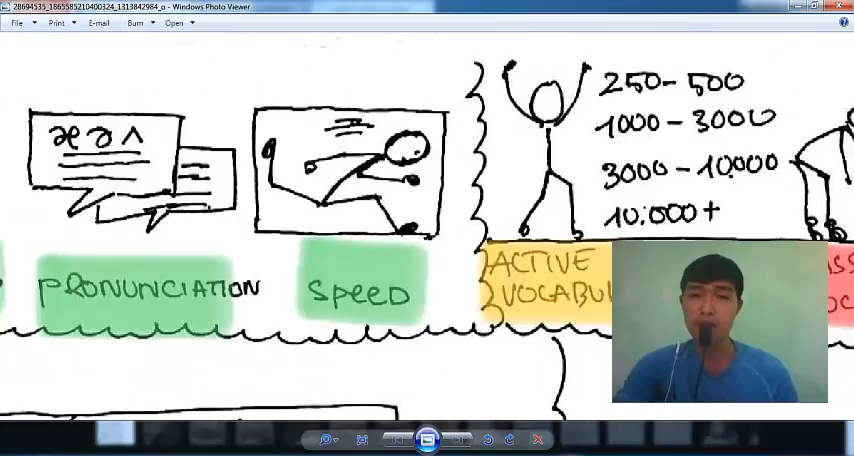 28694535_1865585210400324_1313842984_o - Windows Photo Viewer
File Print E-mail Burn Open
æ ə ʌ
250-500
1000-3000
3000-10.000
10.000+
PRONUNCIATION
SPEED
ACTIVE
VOCABU